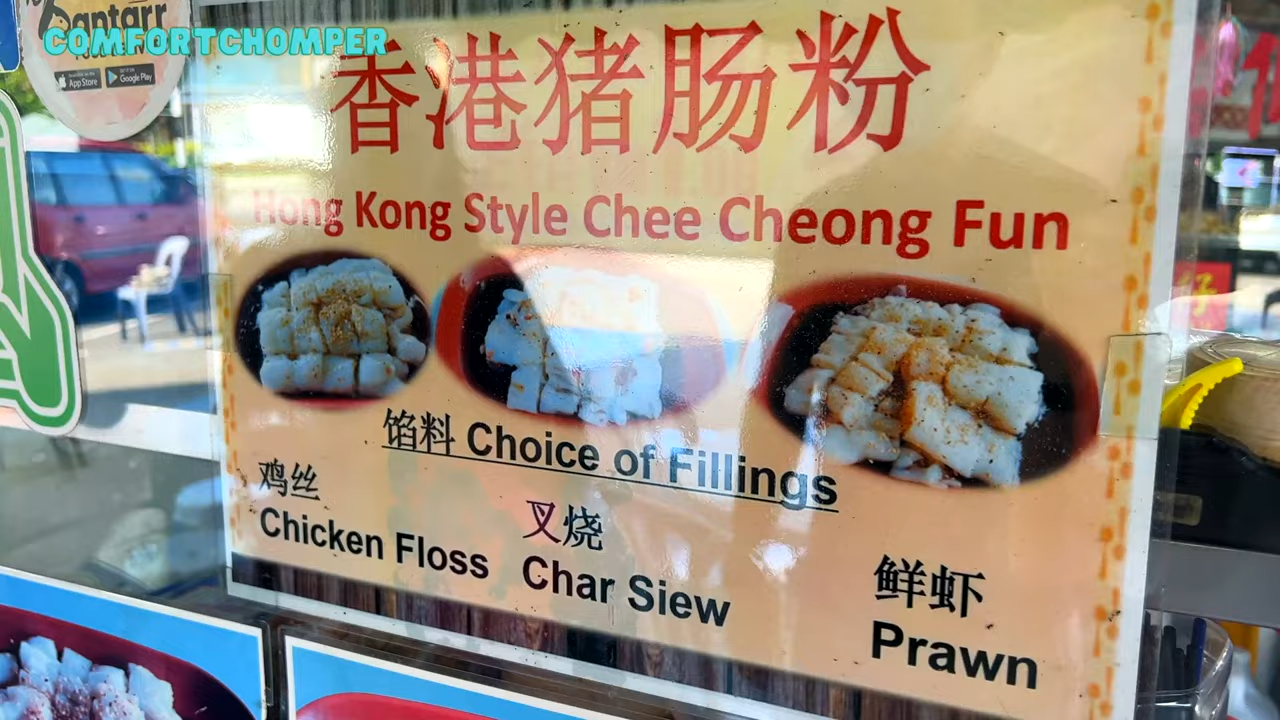 antarr
COMFORTCHOMPER
App Store
Google Play
香港猪肠粉
Hong Kong Style Chee Cheong Fun
馅料 Choice of Fillings
鸡丝
Chicken Floss
叉烧
Char Siew
鲜虾
Prawn